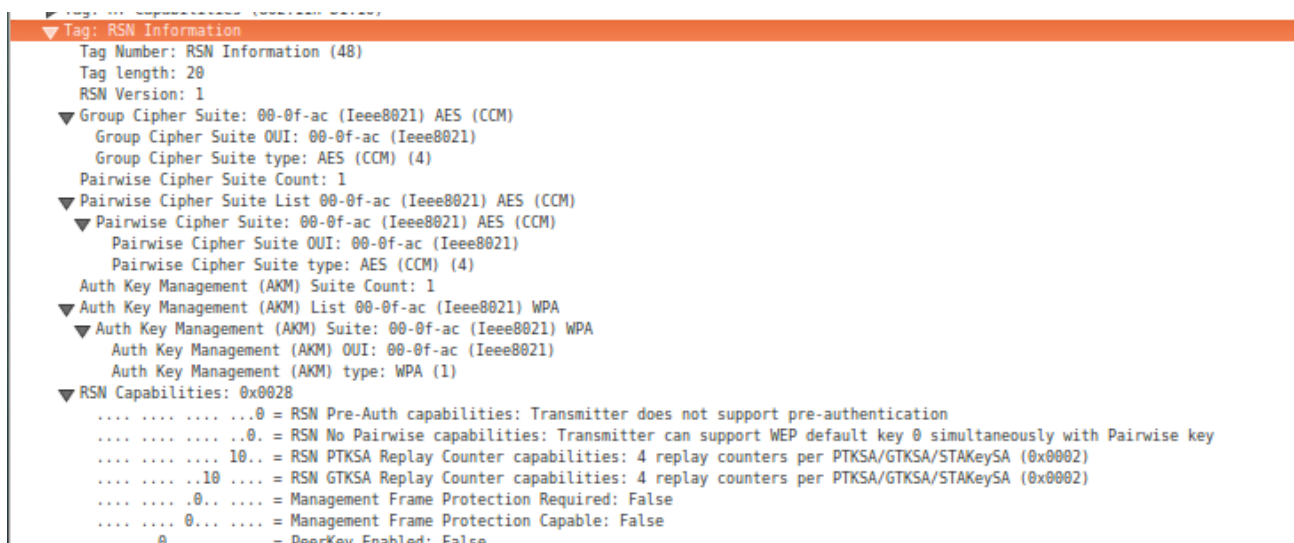 Tag: RSN Information
Tag Number: RSN Information (48)
Tag length: 20
RSN Version: 1
Group Cipher Suite: 00-0f-ac (Ieee8021) AES (CCM)
Group Cipher Suite OUI: 00-0f-ac (Ieee8021)
Group Cipher Suite type: AES (CCM) (4)
Pairwise Cipher Suite Count: 1
Pairwise Cipher Suite List 00-0f-ac (Ieee8021) AES (CCM)
Pairwise Cipher Suite: 00-0f-ac (Ieee8021) AES (CCM)
Pairwise Cipher Suite OUI: 00-0f-ac (Ieee8021)
Pairwise Cipher Suite type: AES (CCM) (4)
Auth Key Management (AKM) Suite Count: 1
Auth Key Management (AKM) List 00-0f-ac (Ieee8021) WPA
Auth Key Management (AKM) Suite: 00-0f-ac (Ieee8021) WPA
Auth Key Management (AKM) OUI: 00-0f-ac (Ieee8021)
Auth Key Management (AKM) type: WPA (1)
RSN Capabilities: 0x0028
.... .... .... ...0 = RSN Pre-Auth capabilities: Transmitter does not support pre-authentication
.... .... .... ..0. = RSN No Pairwise capabilities: Transmitter can support WEP default key 0 simultaneously with Pairwise key
.... .... .... 10.. = RSN PTKSA Replay Counter capabilities: 4 replay counters per PTKSA/GTKSA/STAKeySA (0x0002)
.... .... ..10 .... = RSN GTKSA Replay Counter capabilities: 4 replay counters per PTKSA/GTKSA/STAKeySA (0x0002)
.... .... .0.. .... = Management Frame Protection Required: False
.... .... 0... .... = Management Frame Protection Capable: False
0 = PeerKey Enabled: False